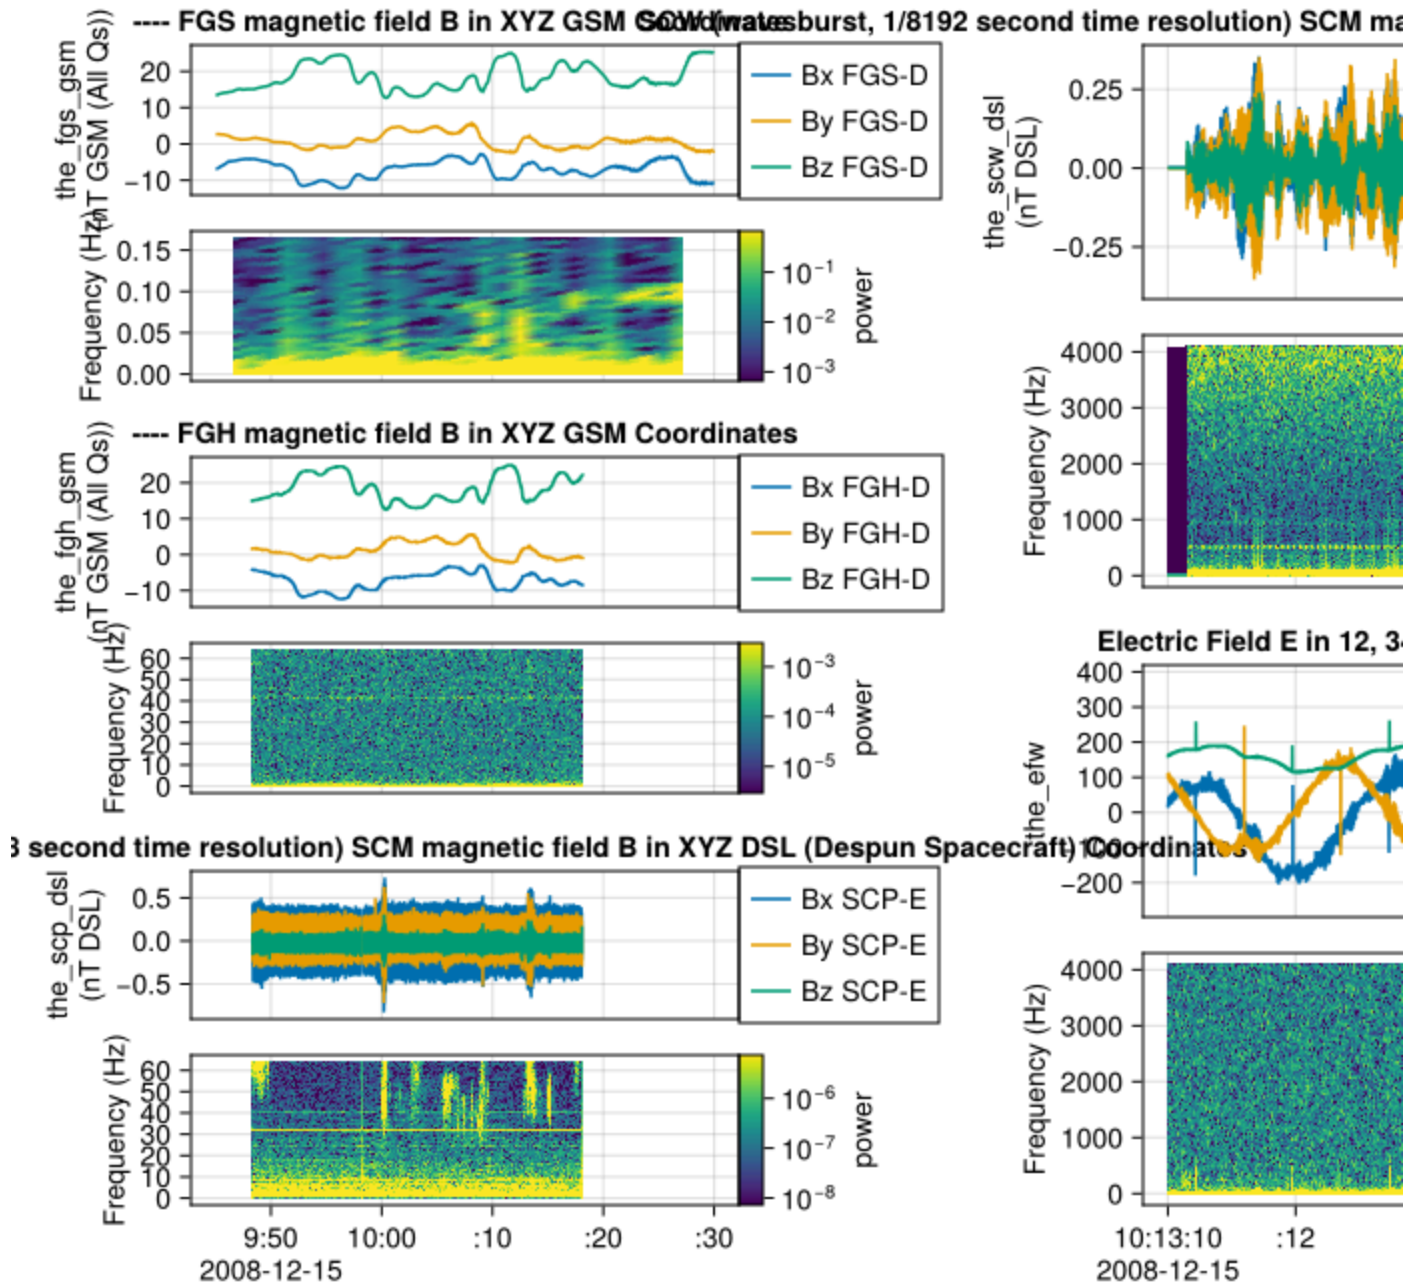 ---- FGS magnetic field B in XYZ GSM Coordinates
the_fgs_gsm
(nT GSM (All Qs))
20
10
0
−10
Bx FGS-D
By FGS-D
Bz FGS-D
Frequency (Hz)
0.15
0.10
0.05
0.00
10−1
10−2
10−3
power
---- FGH magnetic field B in XYZ GSM Coordinates
the_fgh_gsm
(nT GSM (All Qs))
20
10
0
−10
Bx FGH-D
By FGH-D
Bz FGH-D
Frequency (Hz)
60
50
40
30
20
10
0
10−3
10−4
10−5
power
second time resolution) SCM magnetic field B in XYZ DSL (Despun Spacecraft) Coordinates
the_scp_dsl
(nT DSL)
0.5
0.0
−0.5
Bx SCP-E
By SCP-E
Bz SCP-E
Frequency (Hz)
60
50
40
30
20
10
0
10−6
10−7
10−8
power
9:50
10:00
:10
:20
:30
2008-12-15
SCW (waves burst, 1/8192 second time resolution) SCM
the_scw_dsl
(nT DSL)
0.25
0.00
−0.25
Frequency (Hz)
4000
3000
2000
1000
0
Electric Field E in 12,
the_efw
400
300
200
100
0
−100
−200
Frequency (Hz)
4000
3000
2000
1000
0
10:13:10
:12
2008-12-15